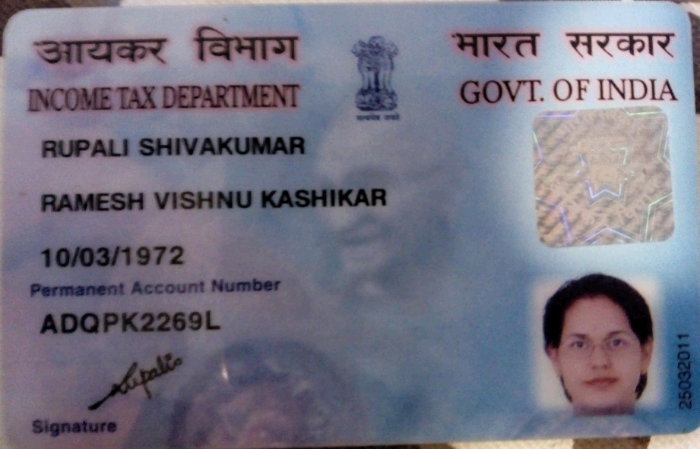 आयकर विभाग
भारत सरकार
INCOME TAX DEPARTMENT
GOVT. OF INDIA
सत्यमेव जयते
RUPALI SHIVAKUMAR
RAMESH VISHNU KASHIKAR
10/03/1972
Permanent Account Number
ADQPK2269L
Rupali
Signature
25032011